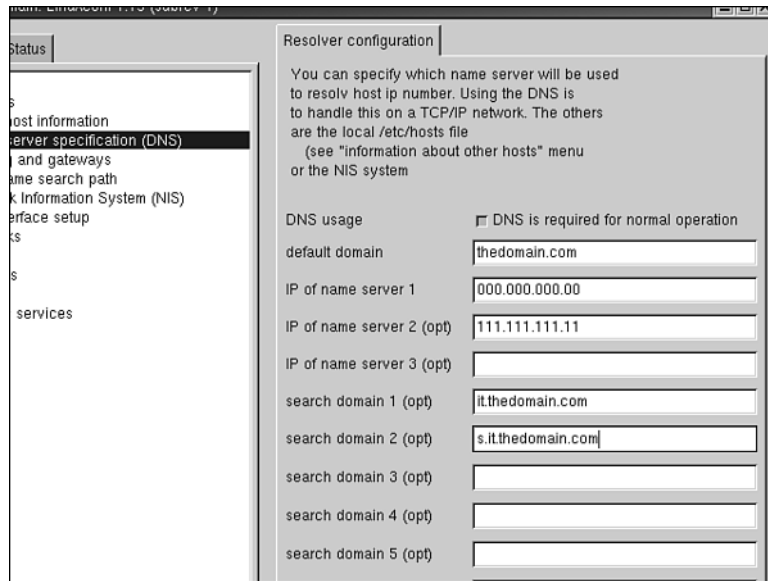 Status
ost information
erver specification (DNS)
and gateways
ame search path
k Information System (NIS)
erface setup
ks
s
services
Resolver configuration
You can specify which name server will be used
to resolv host ip number. Using the DNS is
to handle this on a TCP/IP network. The others
are the local /etc/hosts file
(see "information about other hosts" menu
or the NIS system
DNS usage DNS is required for normal operation
default domain thedomain.com
IP of name server 1 000.000.000.00
IP of name server 2 (opt) 111.111.111.11
IP of name server 3 (opt)
search domain 1 (opt) it.thedomain.com
search domain 2 (opt) s.it.thedomain.com
search domain 3 (opt)
search domain 4 (opt)
search domain 5 (opt)